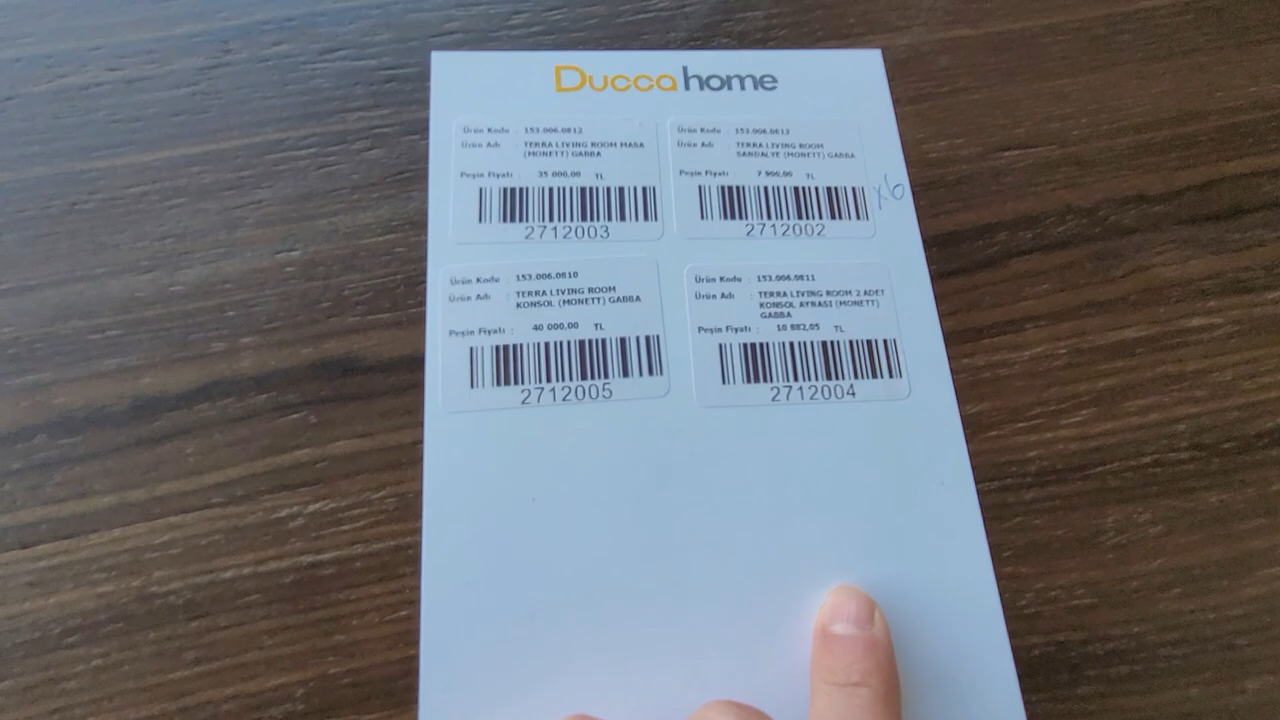 Duccahome
Ürün Kodu : 153.006.0812
Ürün Adı : TERRA LIVING ROOM MASA
(MONETT) GABBA
Peşin Fiyatı : 35 000,00 TL
2712003
Ürün Kodu : 153.006.0813
Ürün Adı : TERRA LIVING ROOM
SANDALYE (MONETT) GABBA
Peşin Fiyatı : 7 900,00 TL
2712002
x6
Ürün Kodu : 153.006.0810
Ürün Adı : TERRA LIVING ROOM
KONSOL (MONETT) GABBA
Peşin Fiyatı : 40 000,00 TL
2712005
Ürün Kodu : 153.006.0811
Ürün Adı : TERRA LIVING ROOM 2 ADET
KONSOL AYNASI (MONETT)
GABBA
Peşin Fiyatı : 10 882,05 TL
2712004